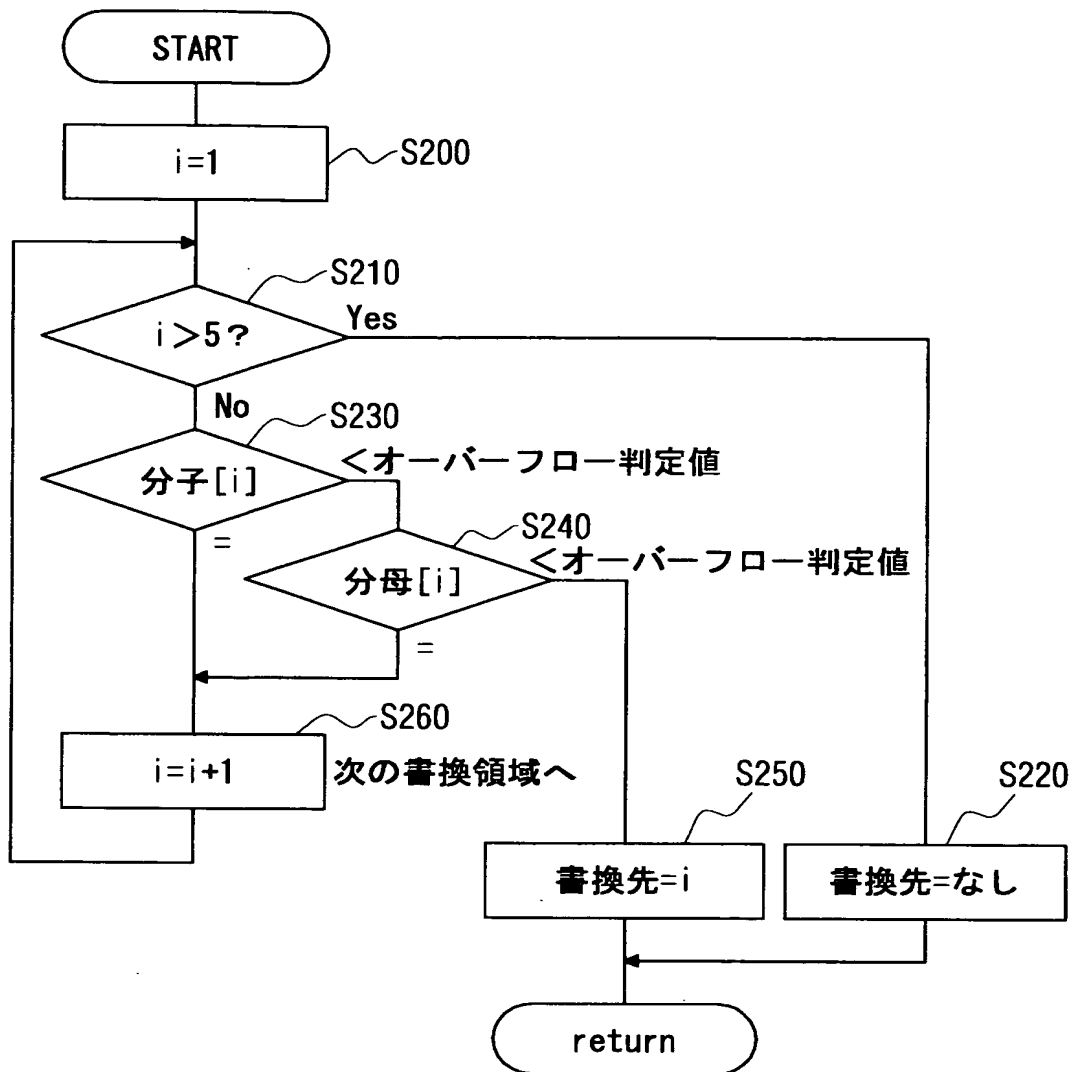 START
i=1
S200
S210
i>5?
Yes
No
S230
分子[i]
<オーバーフロー判定値
=
S240
分母[i]
<オーバーフロー判定値
=
S260
i=i+1
次の書換領域へ
S250
S220
書換先=i
書換先=なし
return